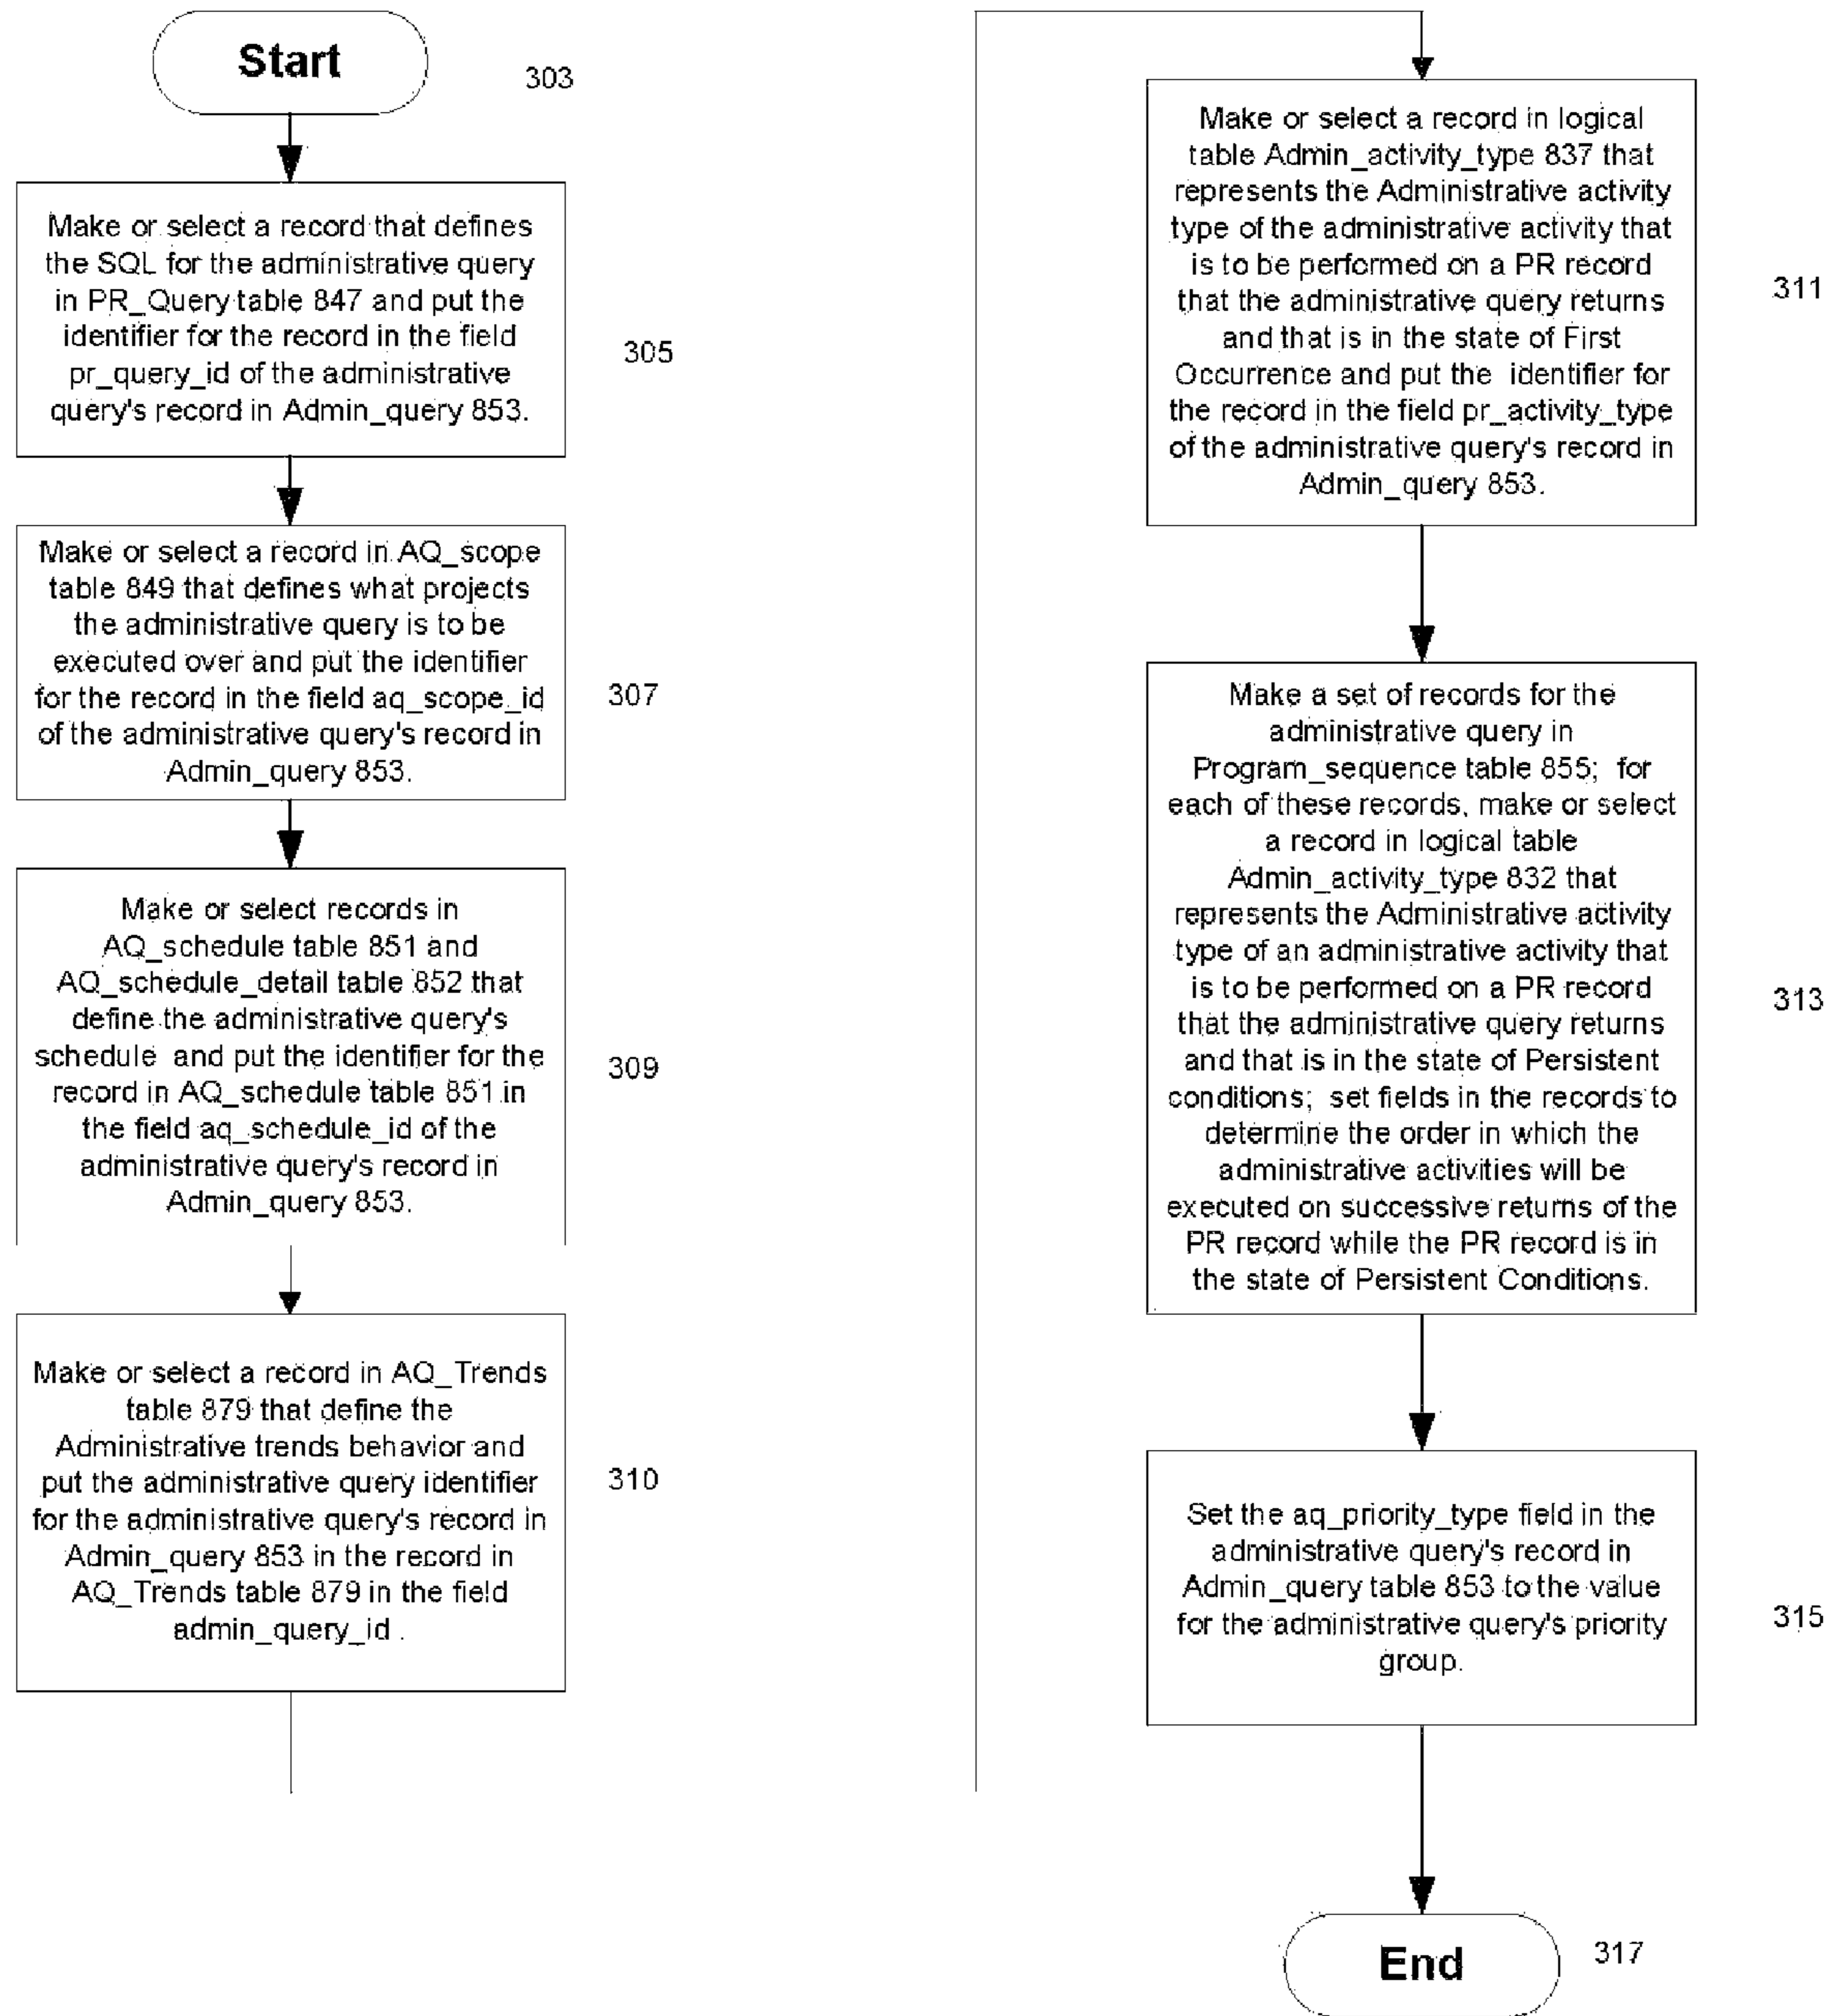 Start
303
Make or select a record that defines
the SQL for the administrative query
in PR_Query table 847 and put the
identifier for the record in the field
pr_query_id of the administrative
query's record in Admin_query 853.
305
Make or select a record in AQ_scope
table 849 that defines what projects
the administrative query is to be
executed over and put the identifier
for the record in the field aq_scope_id
of the administrative query's record in
Admin_query 853.
307
Make or select records in
AQ_schedule table 851 and
AQ_schedule_detail table 852 that
define the administrative query's
schedule and put the identifier for the
record in AQ_schedule table 851 in
the field aq_schedule_id of the
administrative query's record in
Admin_query 853.
309
Make or select a record in AQ_Trends
table 879 that define the
Administrative trends behavior and
put the administrative query identifier
for the administrative query's record in
Admin_query 853 in the record in
AQ_Trends table 879 in the field
admin_query_id .
310
Make or select a record in logical
table Admin_activity_type 837 that
represents the Administrative activity
type of the administrative activity that
is to be performed on a PR record
that the administrative query returns
and that is in the state of First
Occurrence and put the identifier for
the record in the field pr_activity_type
of the administrative query's record in
Admin_query 853.
311
Make a set of records for the
administrative query in
Program_sequence table 855; for
each of these records, make or select
a record in logical table
Admin_activity_type 832 that
represents the Administrative activity
type of an administrative activity that
is to be performed on a PR record
that the administrative query returns
and that is in the state of Persistent
conditions; set fields in the records to
determine the order in which the
administrative activities will be
executed on successive returns of the
PR record while the PR record is in
the state of Persistent Conditions.
313
Set the aq_priority_type field in the
administrative query's record in
Admin_query table 853 to the value
for the administrative query's priority
group.
315
End
317